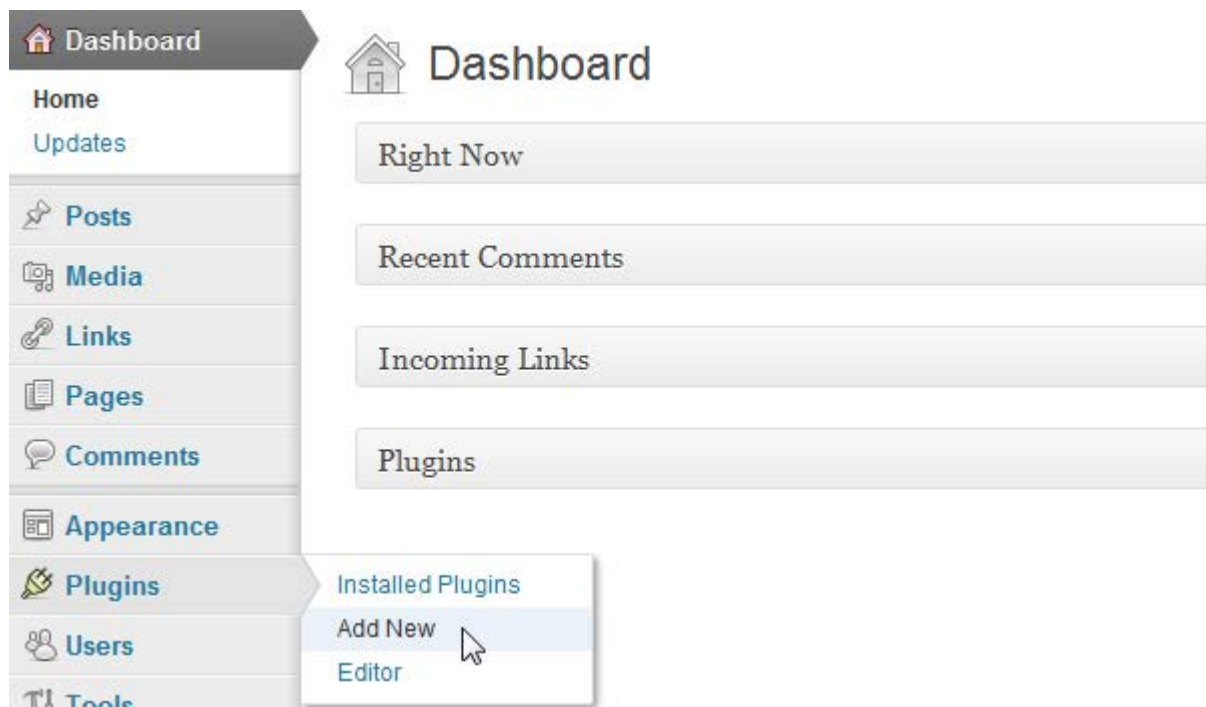 Dashboard
Home
Updates
Posts
Media
Links
Pages
Comments
Appearance
Plugins
Users
Tools
Dashboard
Right Now
Recent Comments
Incoming Links
Plugins
Installed Plugins
Add New
Editor